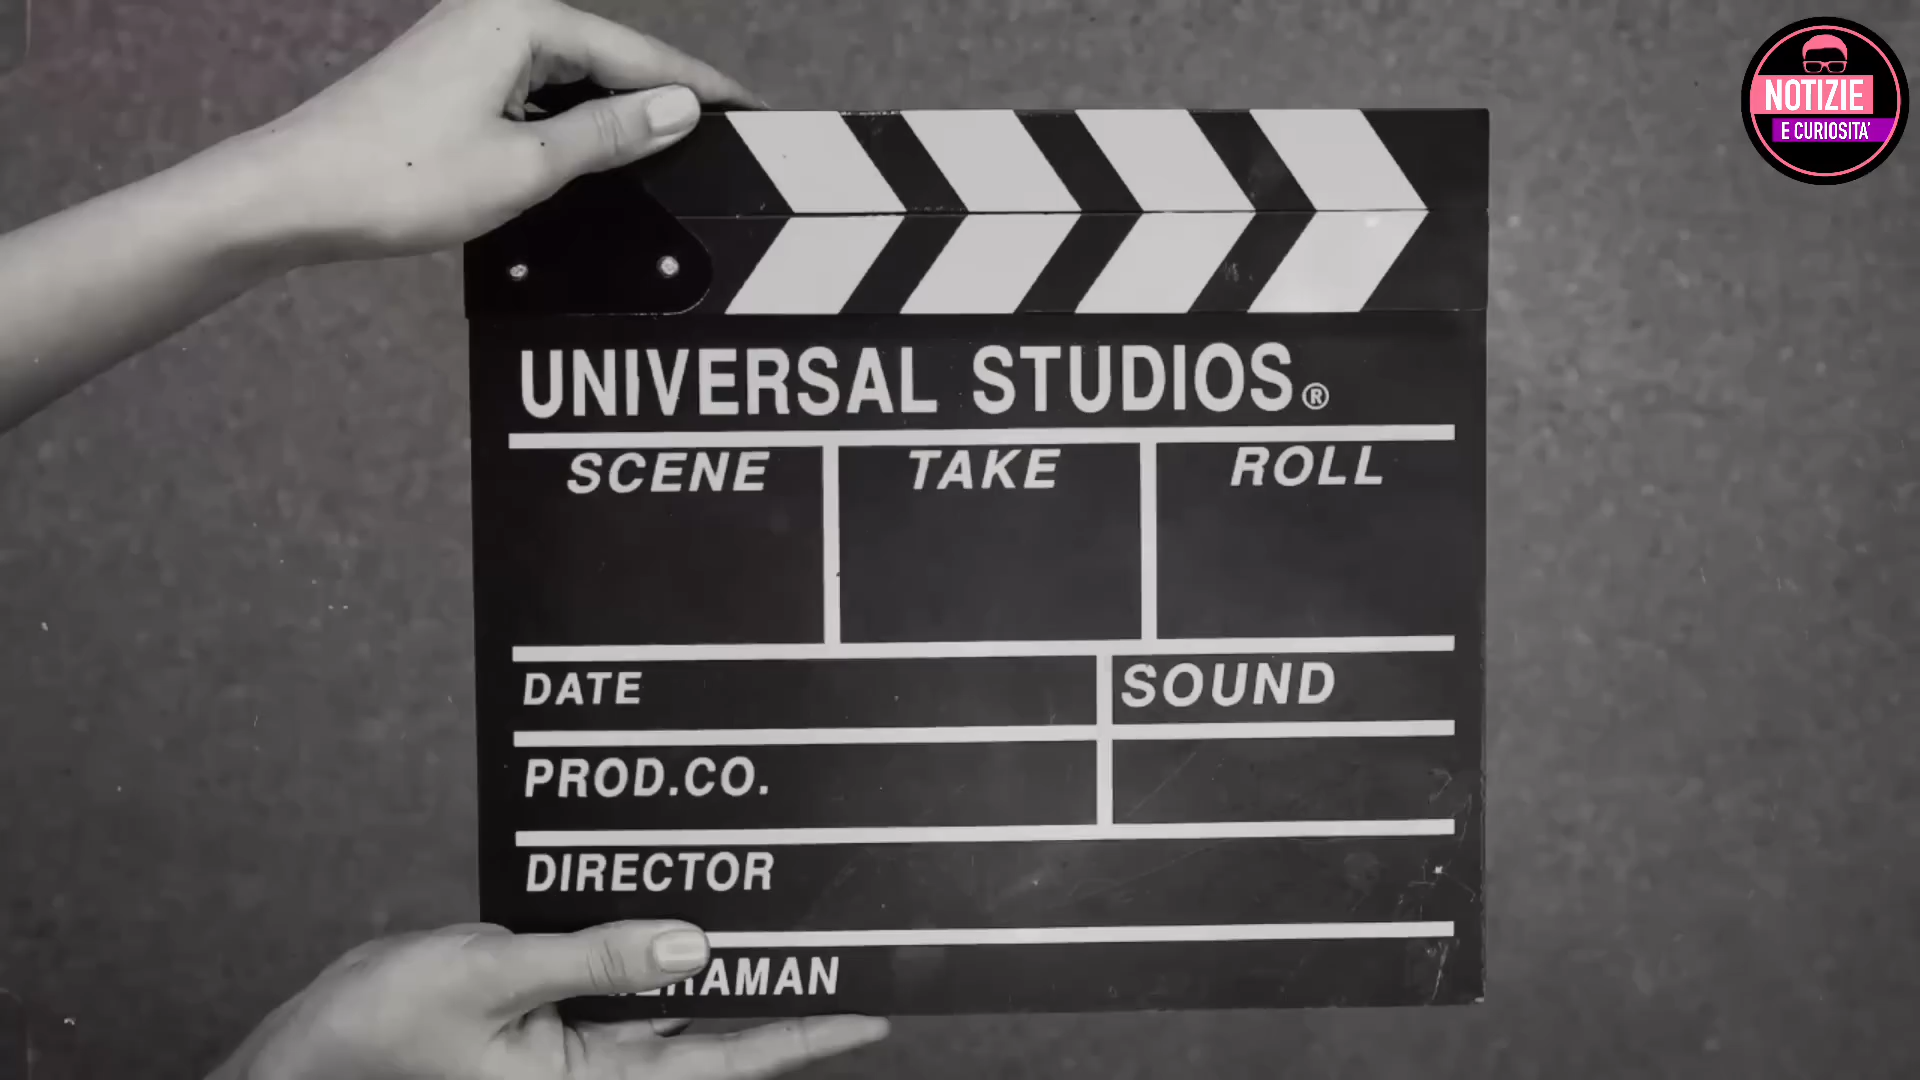 NOTIZIE
E CURIOSITA'
UNIVERSAL STUDIOS®
SCENE TAKE ROLL
DATE SOUND
PROD.CO.
DIRECTOR